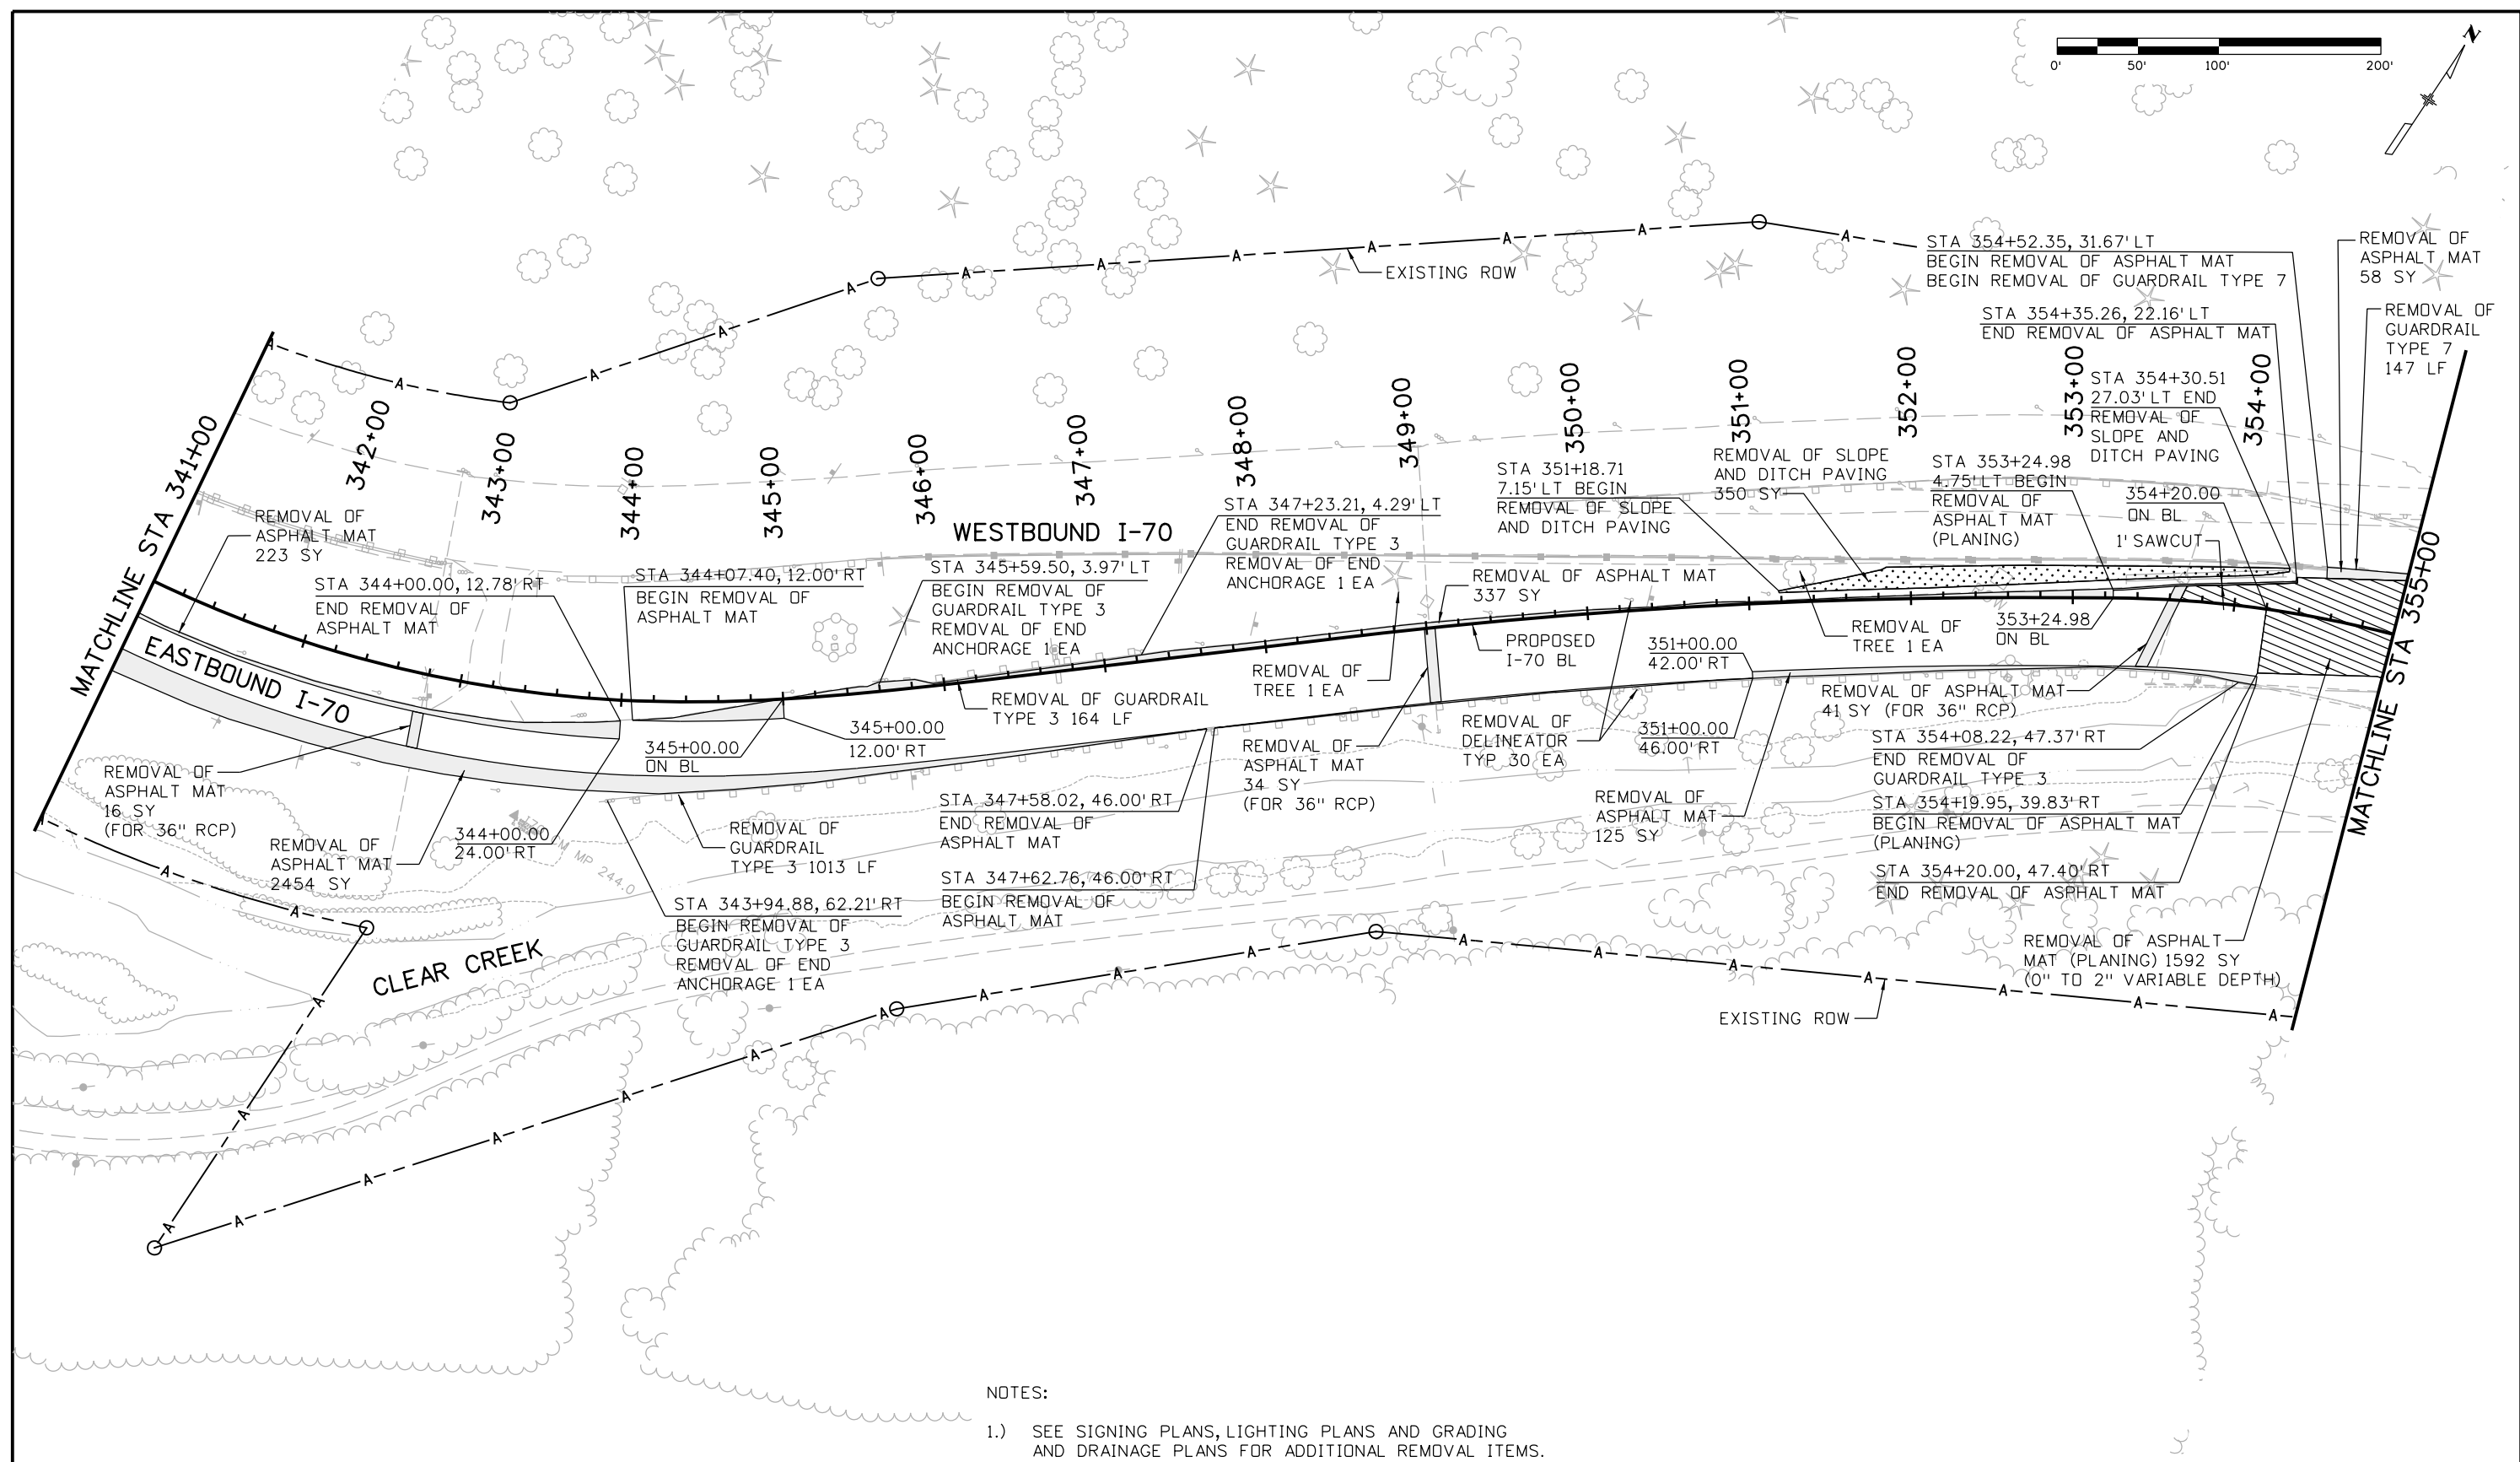 0' 50' 100' 200'
N
EXISTING ROW
STA 354+52.35, 31.67' LT
BEGIN REMOVAL OF ASPHALT MAT
BEGIN REMOVAL OF GUARDRAIL TYPE 7
REMOVAL OF
ASPHALT MAT
58 SY
STA 354+35.26, 22.16' LT
END REMOVAL OF ASPHALT MAT
REMOVAL OF
GUARDRAIL
TYPE 7
147 LF
STA 354+30.51
27.03' LT END
REMOVAL OF
SLOPE AND
DITCH PAVING
MATCHLINE STA 341+00
342+00
343+00
344+00
345+00
346+00
347+00
348+00
349+00
350+00
351+00
352+00
353+00
354+00
MATCHLINE STA 355+00
REMOVAL OF
ASPHALT MAT
223 SY
STA 344+00.00, 12.78' RT
END REMOVAL OF
ASPHALT MAT
STA 344+07.40, 12.00' RT
BEGIN REMOVAL OF
ASPHALT MAT
WESTBOUND I-70
STA 345+59.50, 3.97' LT
BEGIN REMOVAL OF
GUARDRAIL TYPE 3
REMOVAL OF END
ANCHORAGE 1 EA
STA 347+23.21, 4.29' LT
END REMOVAL OF
GUARDRAIL TYPE 3
REMOVAL OF END
ANCHORAGE 1 EA
STA 351+18.71
7.15' LT BEGIN
REMOVAL OF SLOPE
AND DITCH PAVING
REMOVAL OF SLOPE
AND DITCH PAVING
350 SY
STA 353+24.98
4.75' LT BEGIN
REMOVAL OF
ASPHALT MAT
(PLANING)
354+20.00
ON BL
1' SAWCUT
REMOVAL OF ASPHALT MAT
337 SY
PROPOSED
I-70 BL
351+00.00
42.00' RT
REMOVAL OF
TREE 1 EA
353+24.98
ON BL
EASTBOUND I-70
REMOVAL OF
TREE 1 EA
REMOVAL OF GUARDRAIL
TYPE 3 164 LF
345+00.00
12.00' RT
345+00.00
ON BL
REMOVAL OF
ASPHALT MAT
34 SY
(FOR 36" RCP)
REMOVAL OF
DELINEATOR
TYP 30 EA
351+00.00
46.00' RT
REMOVAL OF ASPHALT MAT
41 SY (FOR 36" RCP)
STA 354+08.22, 47.37' RT
END REMOVAL OF
GUARDRAIL TYPE 3
STA 354+19.95, 39.83' RT
BEGIN REMOVAL OF ASPHALT MAT
(PLANING)
STA 354+20.00, 47.40' RT
END REMOVAL OF ASPHALT MAT
REMOVAL OF
ASPHALT MAT
16 SY
(FOR 36" RCP)
REMOVAL OF
ASPHALT MAT
2454 SY
344+00.00
24.00' RT
MP 244.0
REMOVAL OF
GUARDRAIL
TYPE 3 1013 LF
STA 347+58.02, 46.00' RT
END REMOVAL OF
ASPHALT MAT
STA 347+62.76, 46.00' RT
BEGIN REMOVAL OF
ASPHALT MAT
REMOVAL OF
ASPHALT MAT
125 SY
STA 343+94.88, 62.21' RT
BEGIN REMOVAL OF
GUARDRAIL TYPE 3
REMOVAL OF END
ANCHORAGE 1 EA
CLEAR CREEK
REMOVAL OF ASPHALT
MAT (PLANING) 1592 SY
(0" TO 2" VARIABLE DEPTH)
EXISTING ROW
NOTES:
1.) SEE SIGNING PLANS, LIGHTING PLANS AND GRADING
AND DRAINAGE PLANS FOR ADDITIONAL REMOVAL ITEMS.